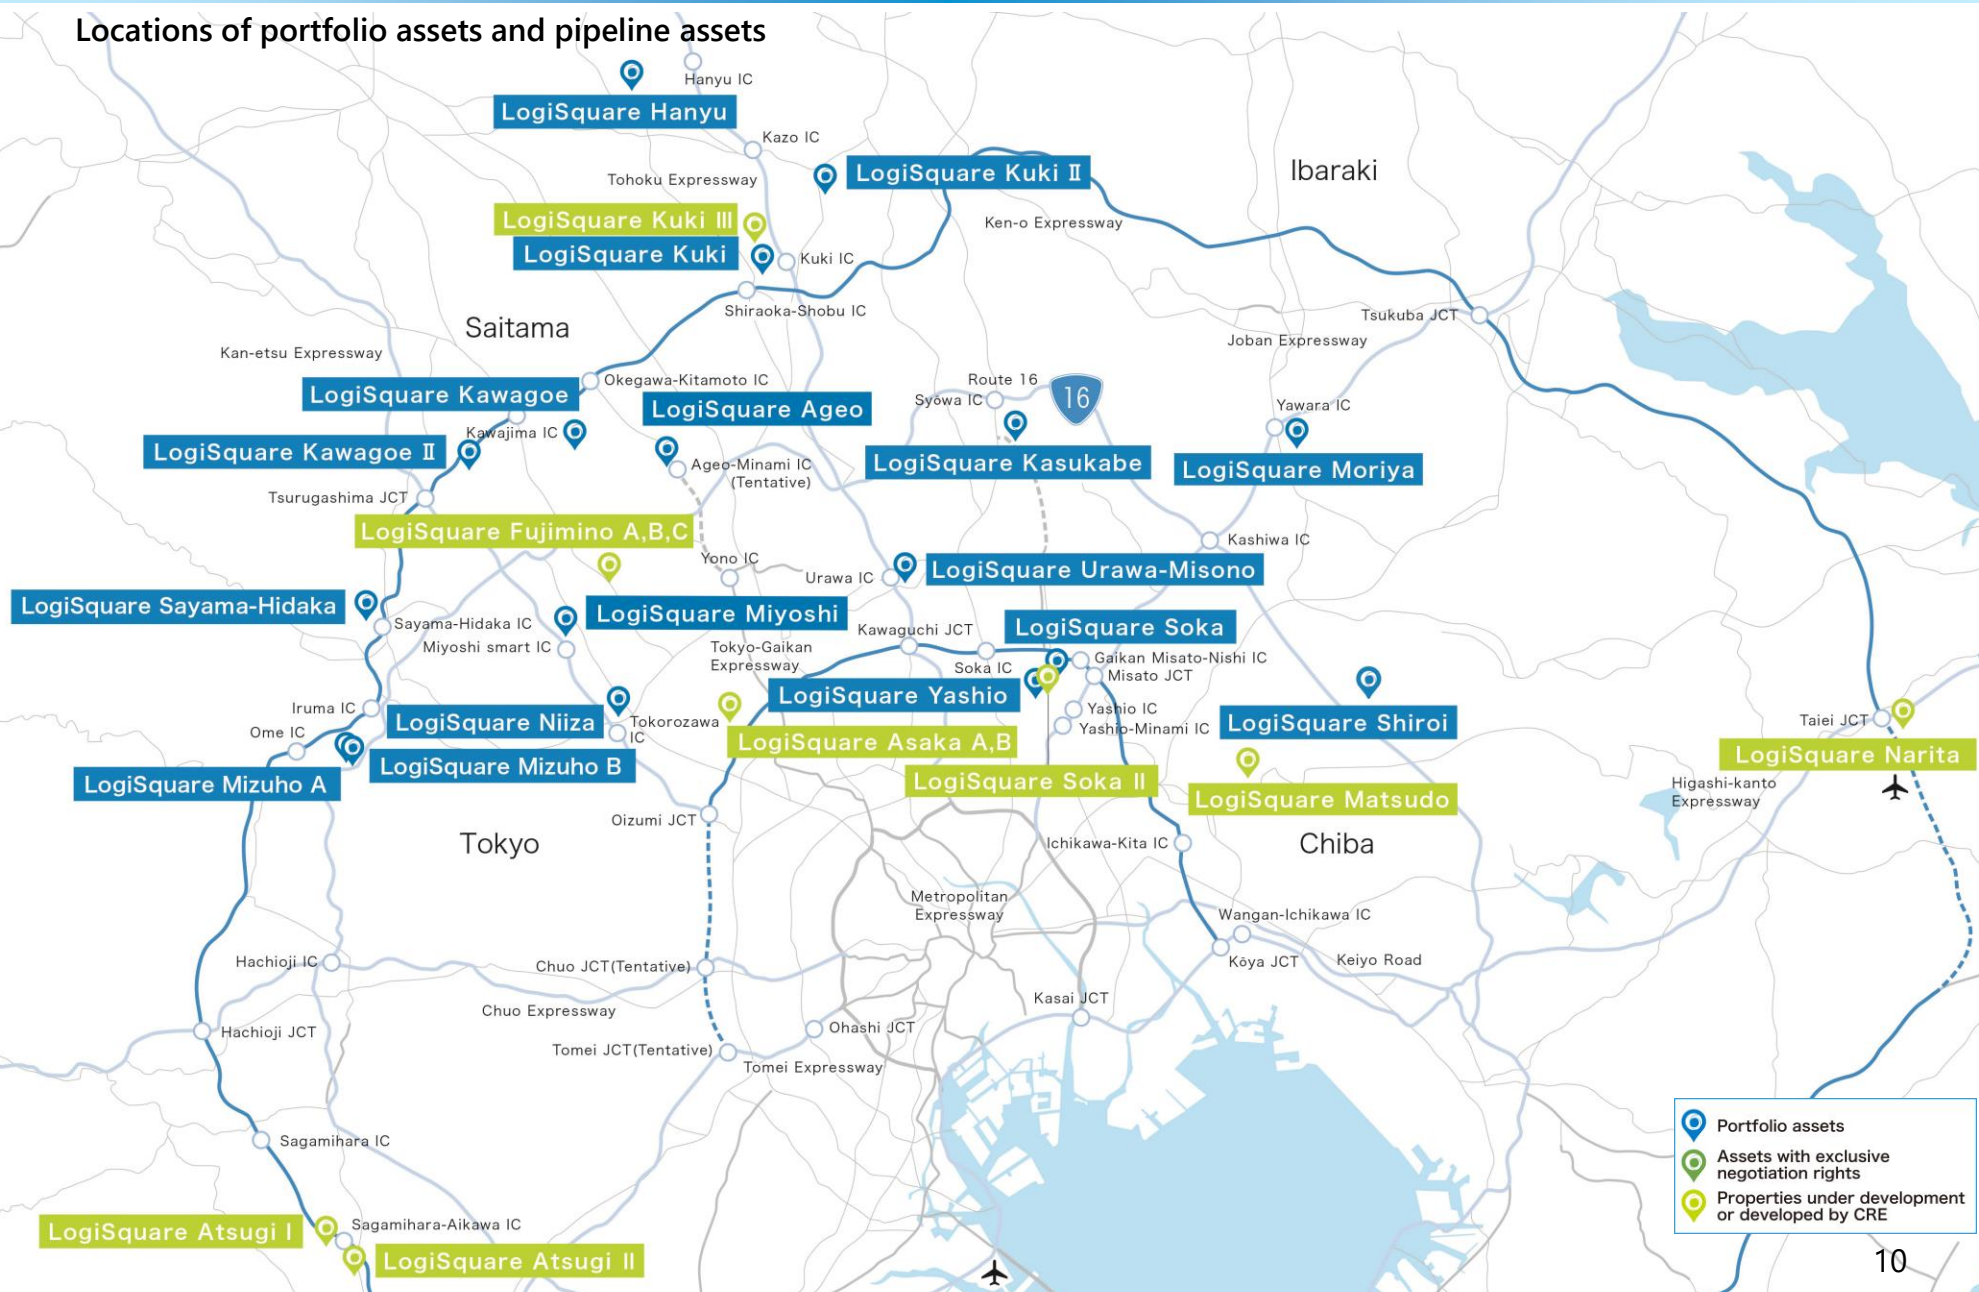 Locations of portfolio assets and pipeline assets
Hanyu IC
LogiSquare Hanyu
Kazo IC
Tohoku Expressway
LogiSquare Kuki Ⅱ
Ibaraki
LogiSquare Kuki Ⅲ
Ken-o Expressway
LogiSquare Kuki
Kuki IC
Shiraoka-Shobu IC
Saitama
Tsukuba JCT
Joban Expressway
Kan-etsu Expressway
Okegawa-Kitamoto IC
Route 16
16
LogiSquare Kawagoe
LogiSquare Ageo
Syōwa IC
Yawara IC
Kawajima IC
LogiSquare Kawagoe Ⅱ
Ageo-Minami IC
(Tentative)
LogiSquare Kasukabe
LogiSquare Moriya
Tsurugashima JCT
LogiSquare Fujimino A,B,C
Kashiwa IC
Yono IC
Urawa IC
LogiSquare Urawa-Misono
LogiSquare Sayama-Hidaka
LogiSquare Miyoshi
Sayama-Hidaka IC
Miyoshi smart IC
Tokyo-Gaikan
Expressway
Kawaguchi JCT
LogiSquare Soka
Soka IC
Gaikan Misato-Nishi IC
Misato JCT
LogiSquare Yashio
Iruma IC
Ome IC
LogiSquare Niiza
Tokorozawa
IC
Yashio IC
Yashio-Minami IC
LogiSquare Shiroi
Taiei JCT
LogiSquare Asaka A,B
LogiSquare Narita
LogiSquare Mizuho A
LogiSquare Mizuho B
LogiSquare Soka Ⅱ
LogiSquare Matsudo
Higashi-kanto
Expressway
Oizumi JCT
Tokyo
Ichikawa-Kita IC
Chiba
Metropolitan
Expressway
Wangan-Ichikawa IC
Hachioji IC
Chuo JCT(Tentative)
Kōya JCT
Keiyo Road
Chuo Expressway
Kasai JCT
Hachioji JCT
Ohashi JCT
Tomei JCT(Tentative)
Tomei Expressway
Sagamihara IC
Portfolio assets
Assets with exclusive
negotiation rights
Properties under development
or developed by CRE
LogiSquare Atsugi Ⅰ
Sagamihara-Aikawa IC
LogiSquare Atsugi Ⅱ
10